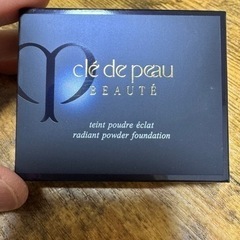 clé de peau
BEAUTÉ
teint poudre éclat
radiant powder foundation